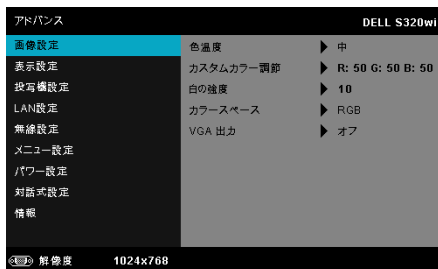 アドバンス DELL S320wi
画像設定 色温度 中
表示設定 カスタムカラー調節 R: 50 G: 50 B: 50
投写機設定 白の強度 10
LAN設定 カラースペース RGB
無線設定 VGA 出力 オフ
メニュー設定
パワー設定
対話式設定
情報
解像度 1024x768